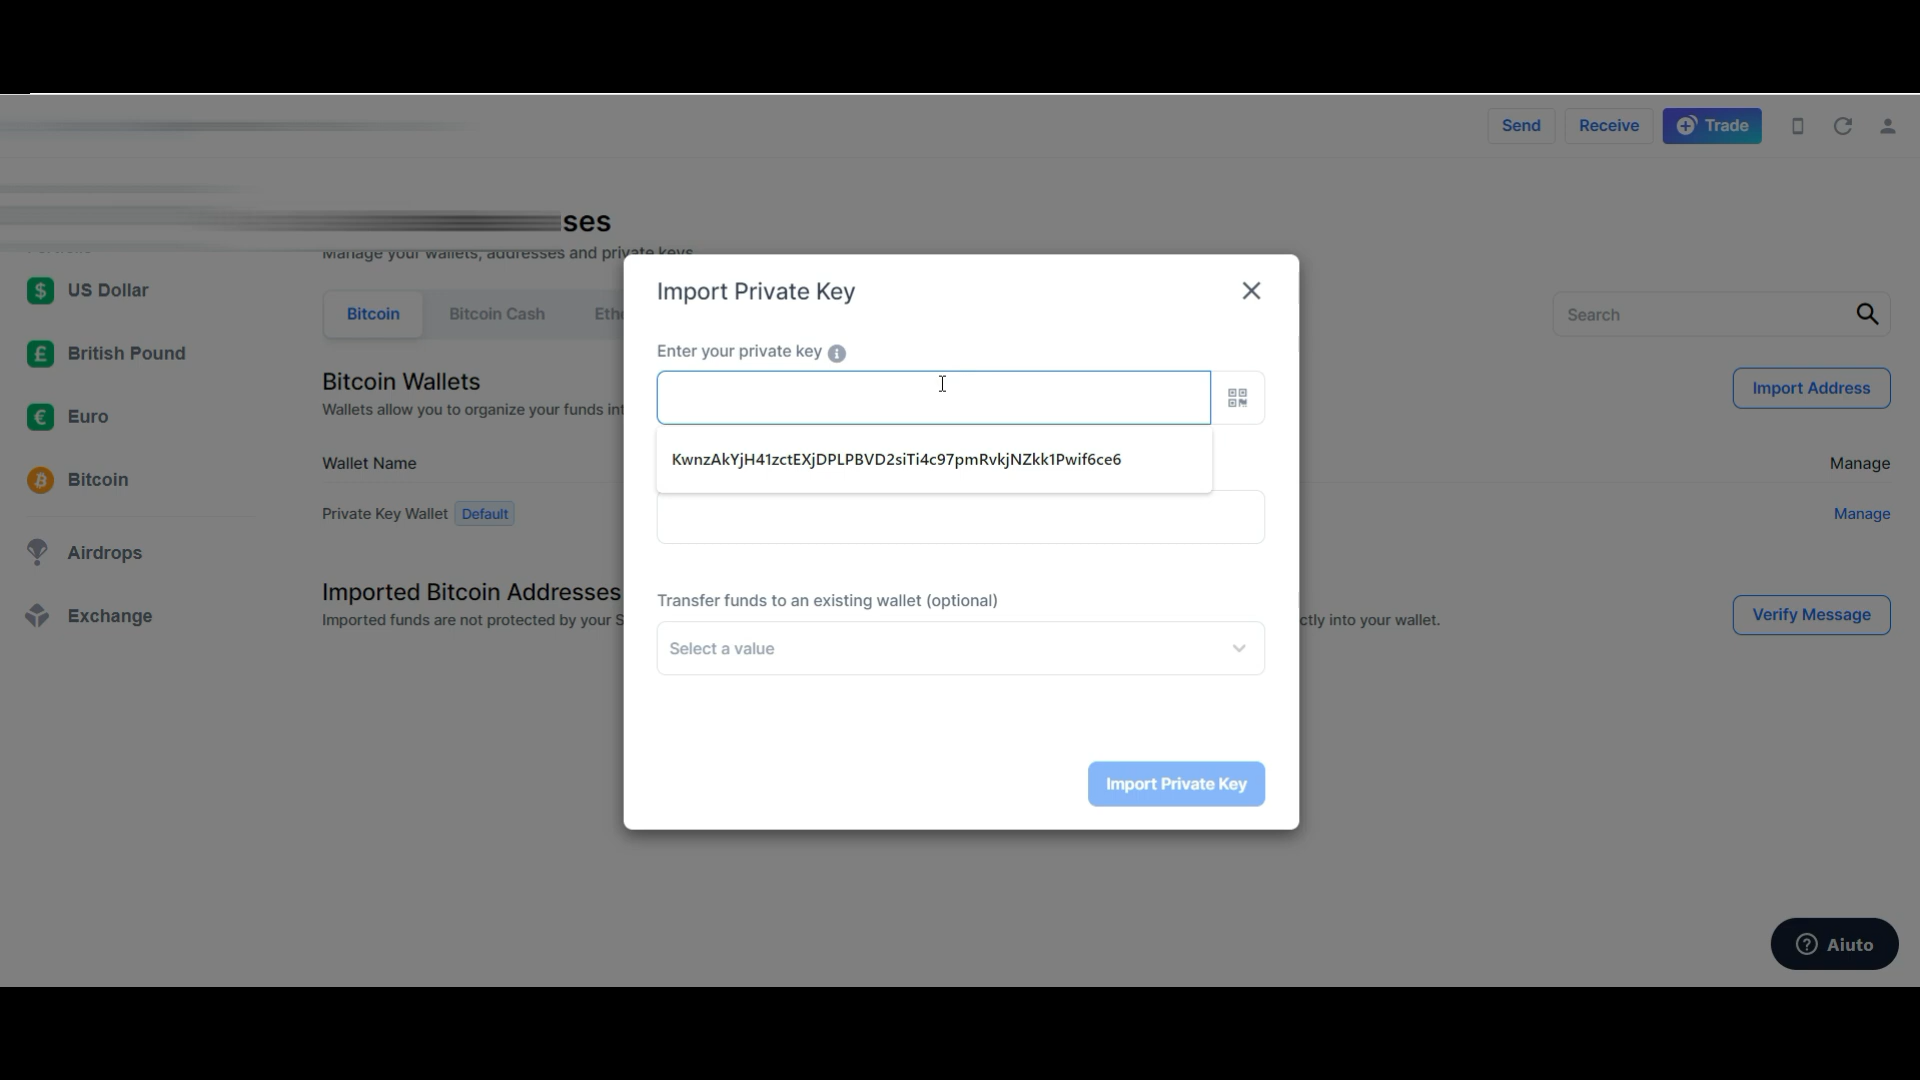 Send
Receive
Trade
ses
Manage your wallets, addresses and private keys
US Dollar
British Pound
Euro
Bitcoin
Airdrops
Exchange
Bitcoin
Bitcoin Cash
Eth
Search
Bitcoin Wallets
Wallets allow you to organize your funds int
Import Address
Wallet Name
Manage
Private Key Wallet
Default
Manage
Imported Bitcoin Addresses
Imported funds are not protected by your S
ctly into your wallet.
Verify Message
Import Private Key
Enter your private key
KwnzAkYjH41zctEXjDPLPBVD2siTi4c97pmRvkjNZkk1Pwif6ce6
Transfer funds to an existing wallet (optional)
Select a value
Import Private Key
Aiuto